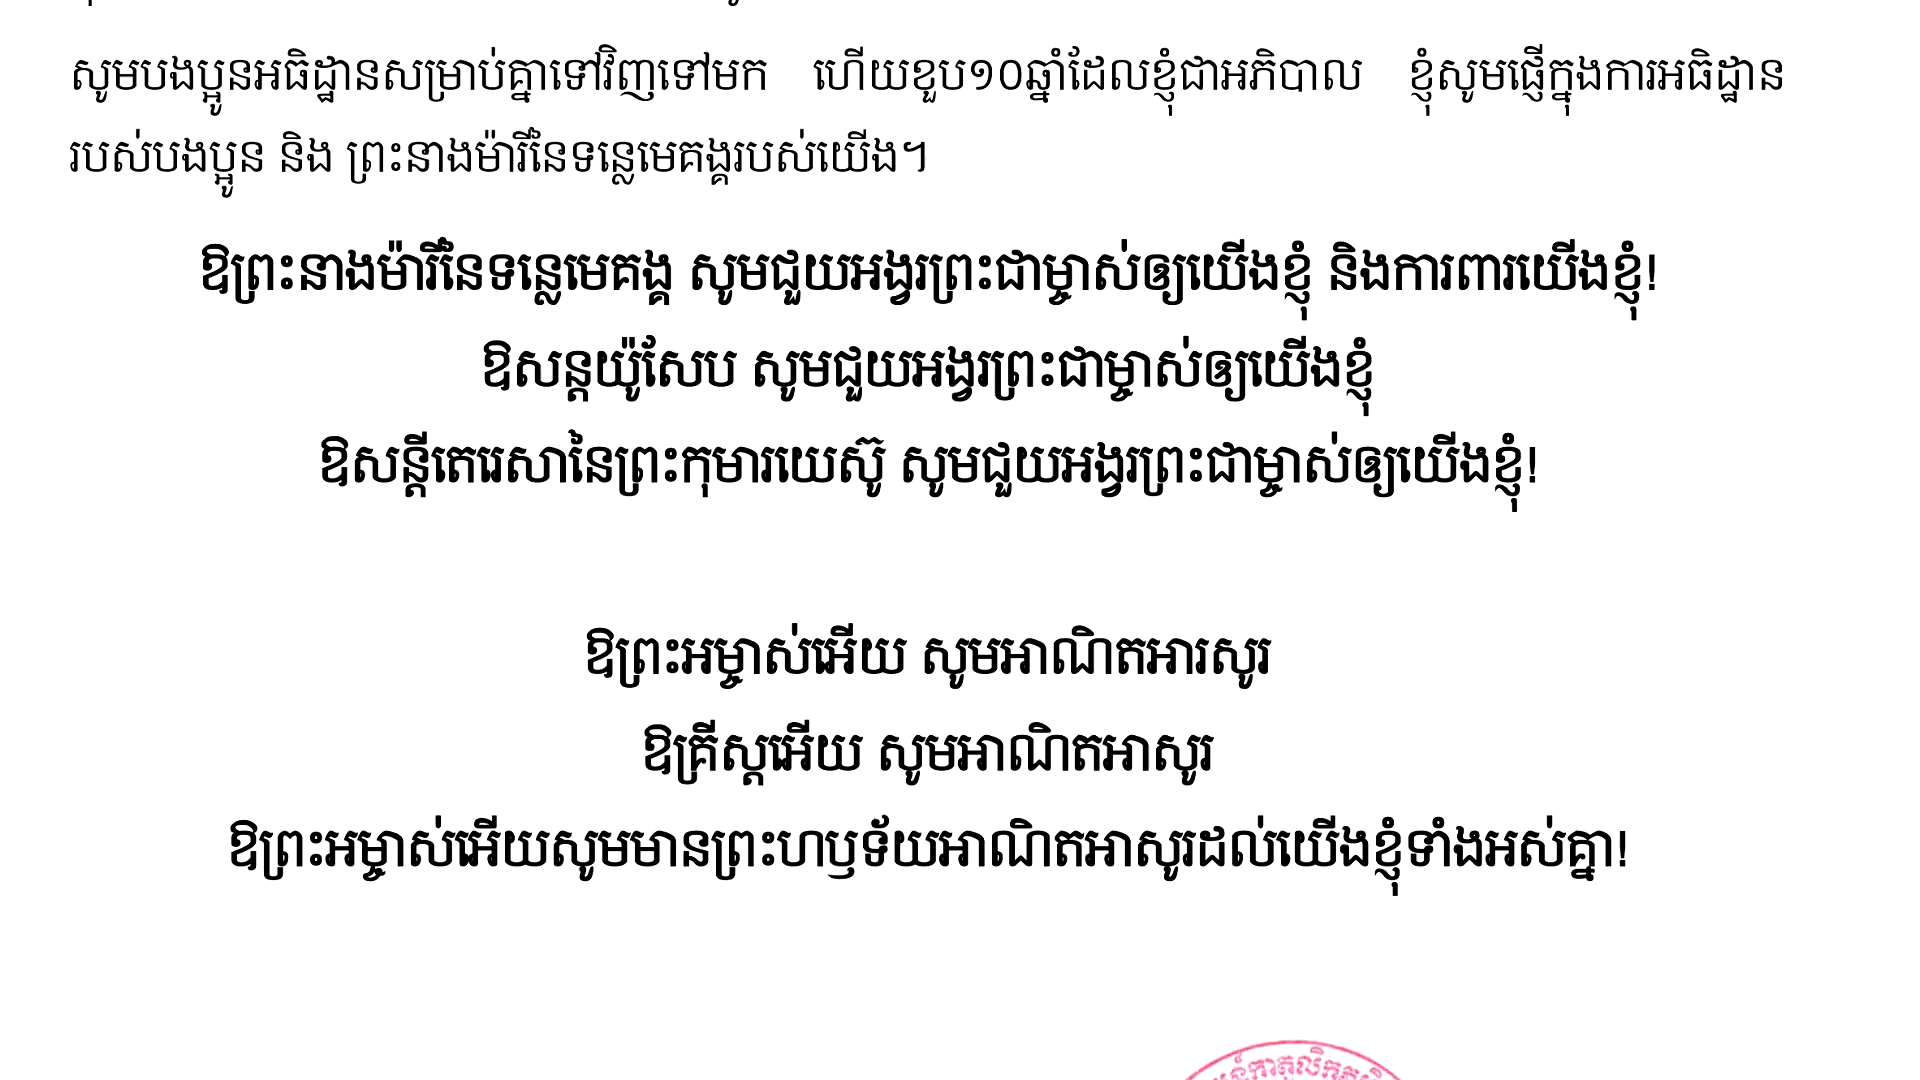 សូមបងប្អូនអធិដ្ឋានសម្រាប់គ្នាទៅវិញទៅមក ហើយខួប១០ឆ្នាំដែលខ្ញុំជាអភិបាល ខ្ញុំសូមផ្ញើក្នុងការអធិដ្ឋាន
របស់បងប្អូន និង ព្រះនាងម៉ារីនៃទន្លេមេគង្គរបស់យើង។
ឱព្រះនាងម៉ារីនៃទន្លេមេគង្គ សូមជួយអង្វរព្រះជាម្ចាស់ឲ្យយើងខ្ញុំ និងការពារយើងខ្ញុំ!
ឱសន្តយ៉ូសែប សូមជួយអង្វរព្រះជាម្ចាស់ឲ្យយើងខ្ញុំ
ឱសន្តីតេរេសានៃព្រះកុមារយេស៊ូ សូមជួយអង្វរព្រះជាម្ចាស់ឲ្យយើងខ្ញុំ!
ឱព្រះអម្ចាស់អើយ សូមអាណិតអារសូរ
ឱគ្រីស្តអើយ សូមអាណិតអាសូរ
ឱព្រះអម្ចាស់អើយសូមមានព្រះហឫទ័យអាណិតអាសូរដល់យើងខ្ញុំទាំងអស់គ្នា!